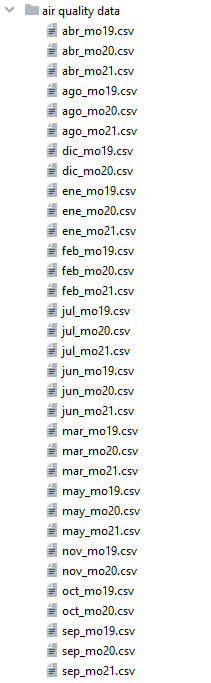 air quality data
abr_mo19.csv
abr_mo20.csv
abr_mo21.csv
ago_mo19.csv
ago_mo20.csv
ago_mo21.csv
dic_mo19.csv
dic_mo20.csv
ene_mo19.csv
ene_mo20.csv
ene_mo21.csv
feb_mo19.csv
feb_mo20.csv
feb_mo21.csv
jul_mo19.csv
jul_mo20.csv
jul_mo21.csv
jun_mo19.csv
jun_mo20.csv
jun_mo21.csv
mar_mo19.csv
mar_mo20.csv
mar_mo21.csv
may_mo19.csv
may_mo20.csv
may_mo21.csv
nov_mo19.csv
nov_mo20.csv
oct_mo19.csv
oct_mo20.csv
sep_mo19.csv
sep_mo20.csv
sep_mo21.csv